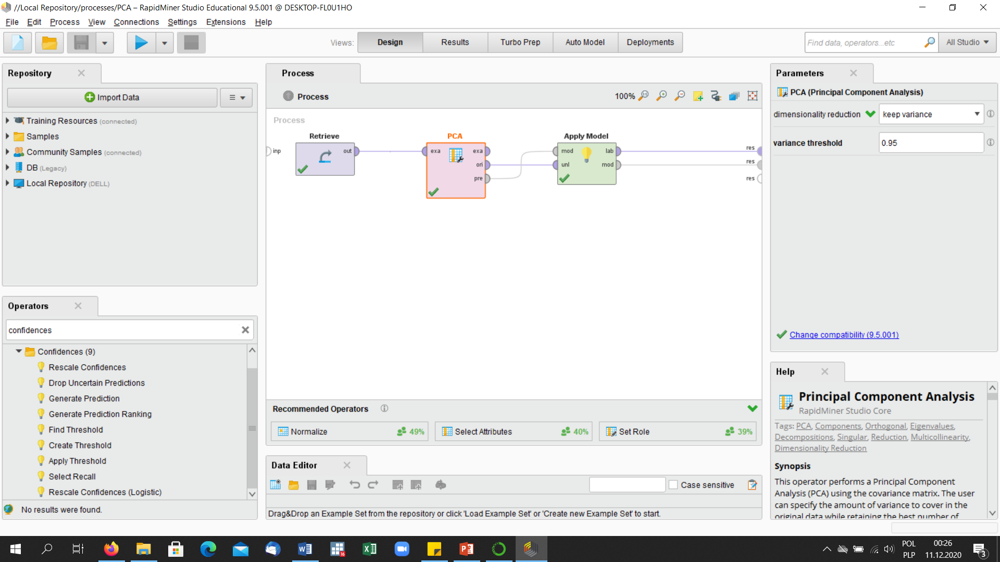 //Local Repository/processes/PCA – RapidMiner Studio Educational 9.5.001 @ DESKTOP-FL0U1HO
File Edit Process View Connections Settings Extensions Help
Views: Design Results Turbo Prep Auto Model Deployments
Find data, operators...etc All Studio
Repository
Import Data
Training Resources (connected)
Samples
Community Samples (connected)
DB (Legacy)
Local Repository (DELL)
Operators
confidences
Confidences (9)
Rescale Confidences
Drop Uncertain Predictions
Generate Prediction
Generate Prediction Ranking
Find Threshold
Create Threshold
Apply Threshold
Select Recall
Rescale Confidences (Logistic)
No results were found.
Process
Process
100%
Process
inp
Retrieve
out
PCA
exa exa
ori
pre
Apply Model
mod lab
unl mod
res
res
res
Recommended Operators
Normalize 49%
Select Attributes 40%
Set Role 39%
Data Editor
Case sensitive
Drag&Drop an Example Set from the repository or click 'Load Example Set' or 'Create new Example Set' to start.
Parameters
PCA (Principal Component Analysis)
dimensionality reduction keep variance
variance threshold 0.95
Change compatibility (9.5.001)
Help
Principal Component Analysis
RapidMiner Studio Core
Tags: PCA, Components, Orthogonal, Eigenvalues,
Decompositions, Singular, Reduction, Multicollinearity,
Dimensionality Reduction
Synopsis
This operator performs a Principal Component
Analysis (PCA) using the covariance matrix. The user
can specify the amount of variance to cover in the
original data while retaining the best number of
16
POL
PLP
00:26
11.12.2020
3